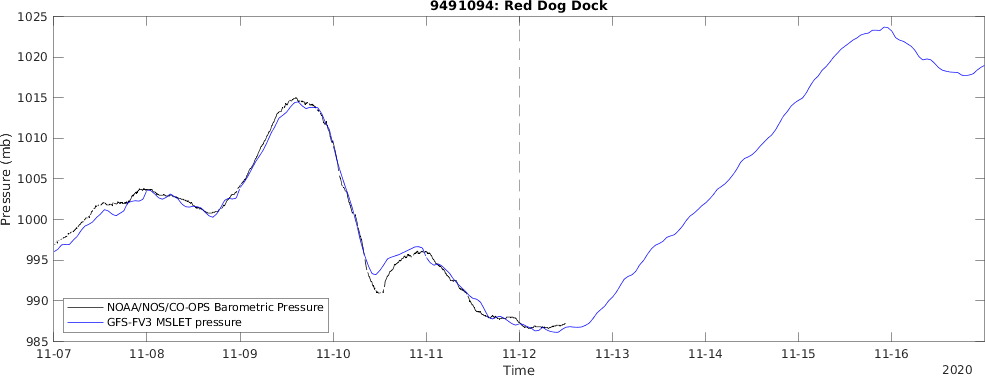 9491094: Red Dog Dock
Pressure (mb)
1025
1020
1015
1010
1005
1000
995
990
985
NOAA/NOS/CO-OPS Barometric Pressure
GFS-FV3 MSLET pressure
11-07 11-08 11-09 11-10 11-11 11-12 11-13 11-14 11-15 11-16
Time
2020